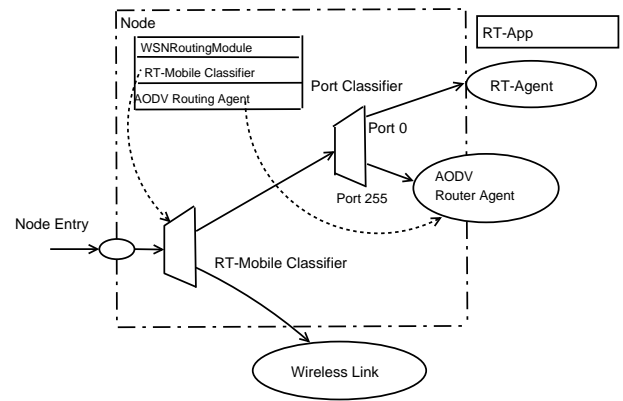 Node
RT-App
WSNRoutingModule
RT-Mobile Classifier
AODV Routing Agent
Port Classifier
RT-Agent
Port 0
AODV
Router Agent
Port 255
Node Entry
RT-Mobile Classifier
Wireless Link